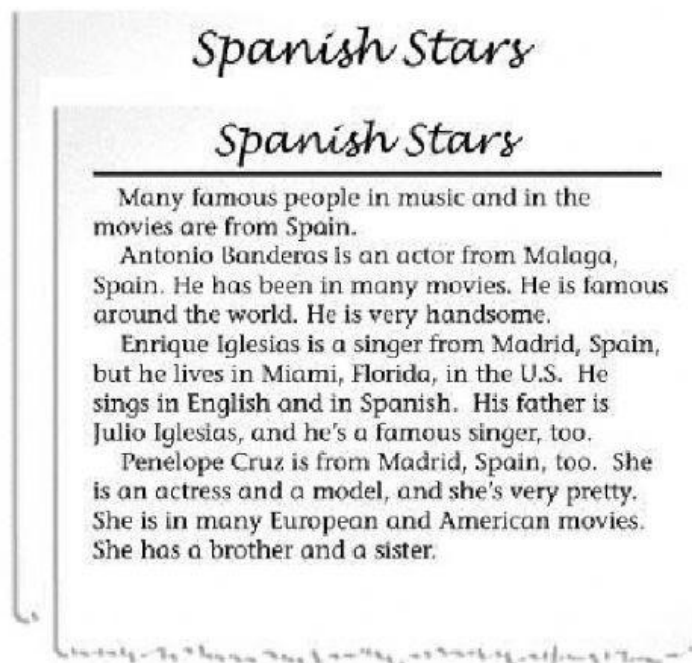 Spanish Stars
Spanish Stars
Many famous people in music and in the
movies are from Spain.
Antonio Banderas is an actor from Malaga,
Spain. He has been in many movies. He is famous
around the world. He is very handsome.
Enrique Iglesias is a singer from Madrid, Spain,
but he lives in Miami, Florida, in the U.S. He
sings in English and in Spanish. His father is
Julio Iglesias, and he's a famous singer, too.
Penelope Cruz is from Madrid, Spain, too. She
is an actress and a model, and she's very pretty.
She is in many European and American movies.
She has a brother and a sister.